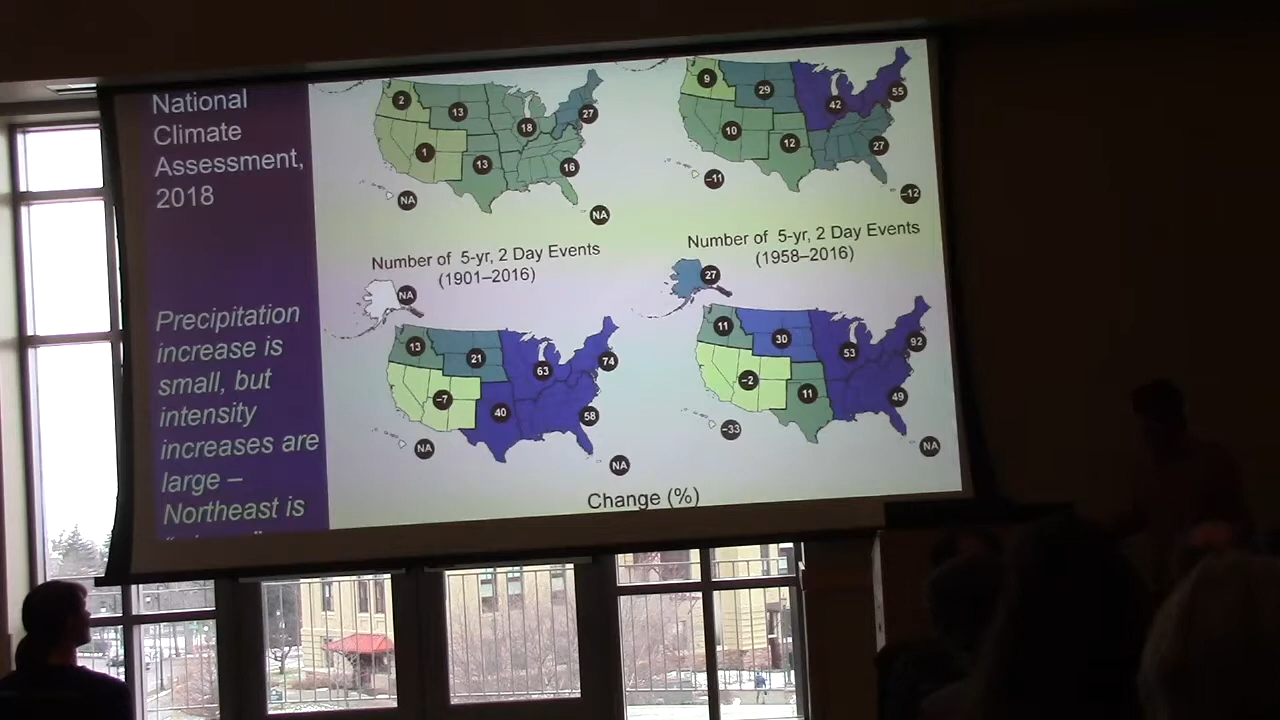 National
Climate
Assessment,
2018
Precipitation
increase is
small, but
intensity
increases are
large –
Northeast is
2
13
18
27
1
13
16
NA
NA
9
29
42
55
10
12
27
–11
–12
Number of 5-yr, 2 Day Events
(1901–2016)
NA
13
21
63
74
–7
40
58
NA
NA
Number of 5-yr, 2 Day Events
(1958–2016)
27
11
30
53
92
–2
11
49
–33
NA
Change (%)